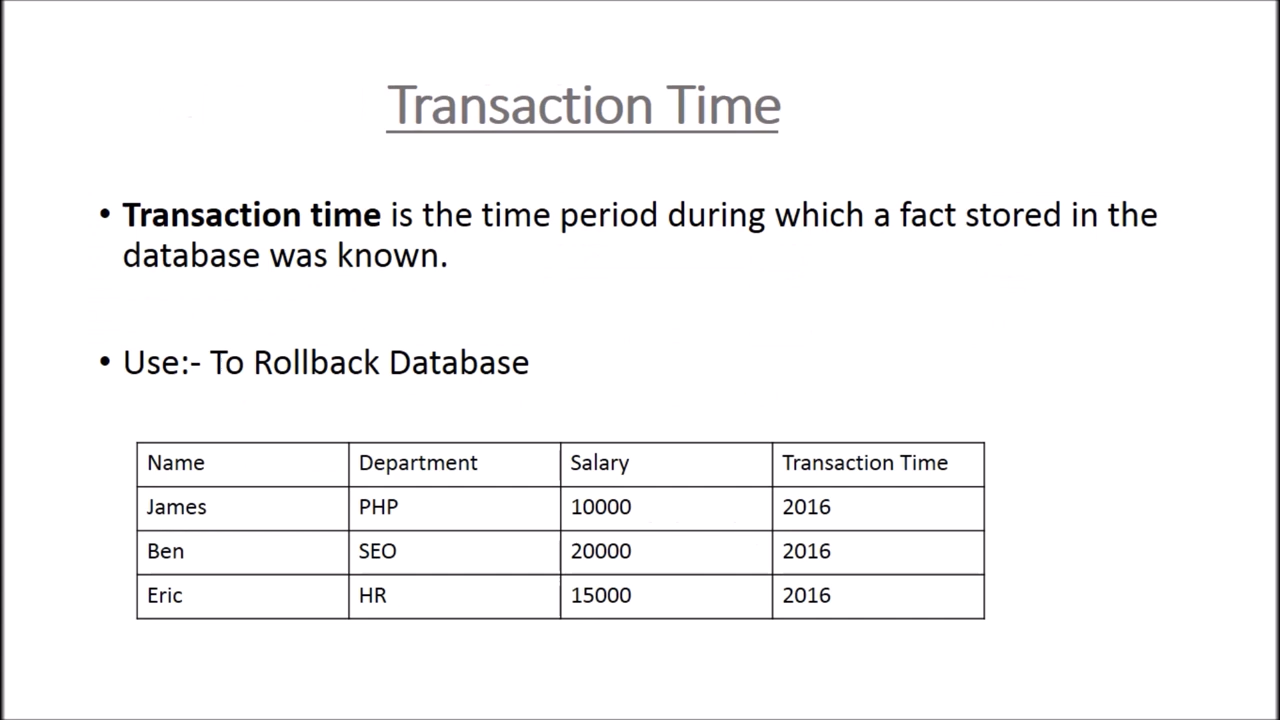 Transaction Time
• Transaction time is the time period during which a fact stored in the
database was known.
• Use:- To Rollback Database
Name Department Salary Transaction Time
James PHP 10000 2016
Ben SEO 20000 2016
Eric HR 15000 2016